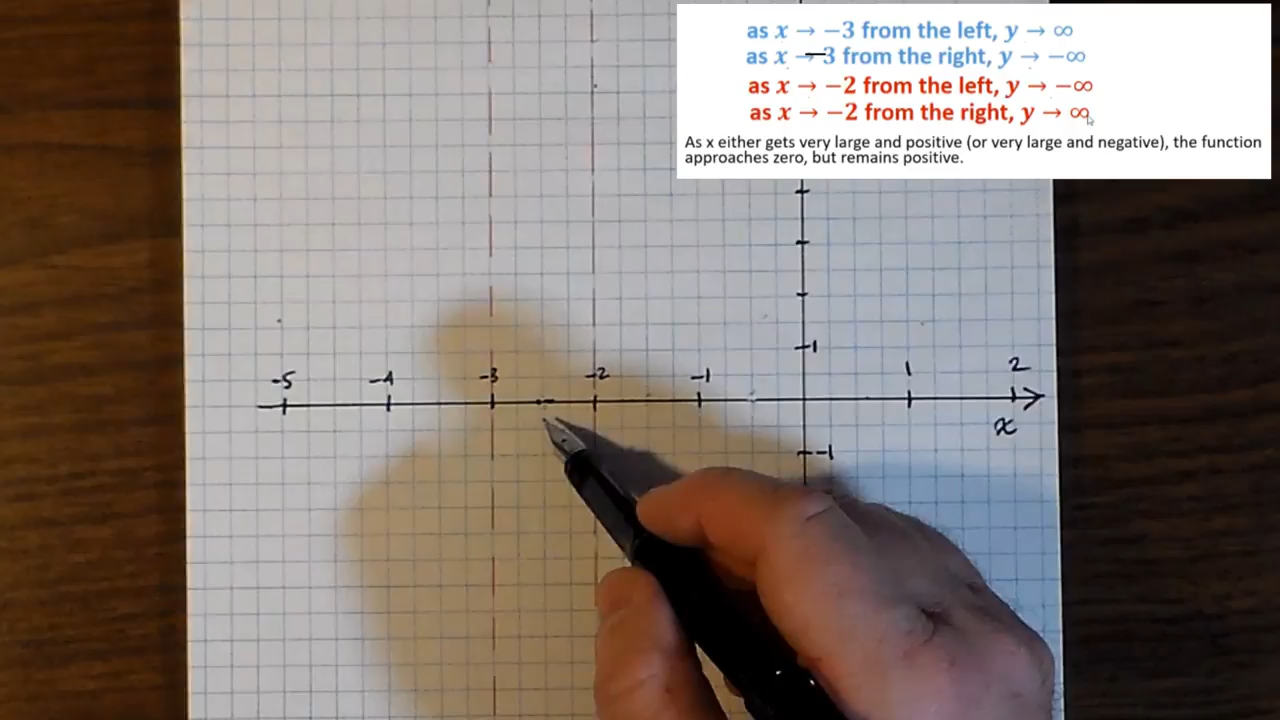 as x → −3 from the left, y → ∞
as x → −3 from the right, y → −∞
as x → −2 from the left, y → −∞
as x → −2 from the right, y → ∞
As x either gets very large and positive (or very large and negative), the function
approaches zero, but remains positive.
1
-5 -4 -3 -2 -1 1 2
x
-1